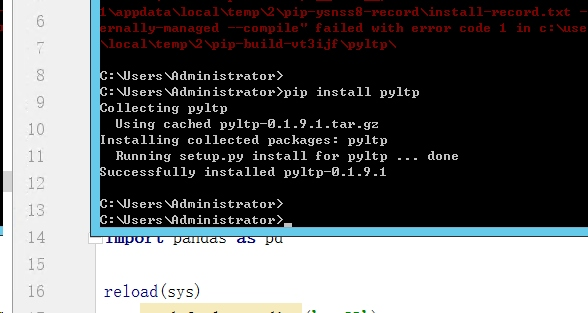 1\appdata\local\temp\2\pip-ysnss8-record\install-record.txt -
6 ernally-managed --compile" failed with error code 1 in c:\use
\local\temp\2\pip-build-vt3ijf\pyltp\
7
8 C:\Users\Administrator>
C:\Users\Administrator>pip install pyltp
9 Collecting pyltp
10 Using cached pyltp-0.1.9.1.tar.gz
Installing collected packages: pyltp
11 Running setup.py install for pyltp ... done
12 Successfully installed pyltp-0.1.9.1
13 C:\Users\Administrator>
C:\Users\Administrator>_
14 import pandas as pd
15
16 reload(sys)